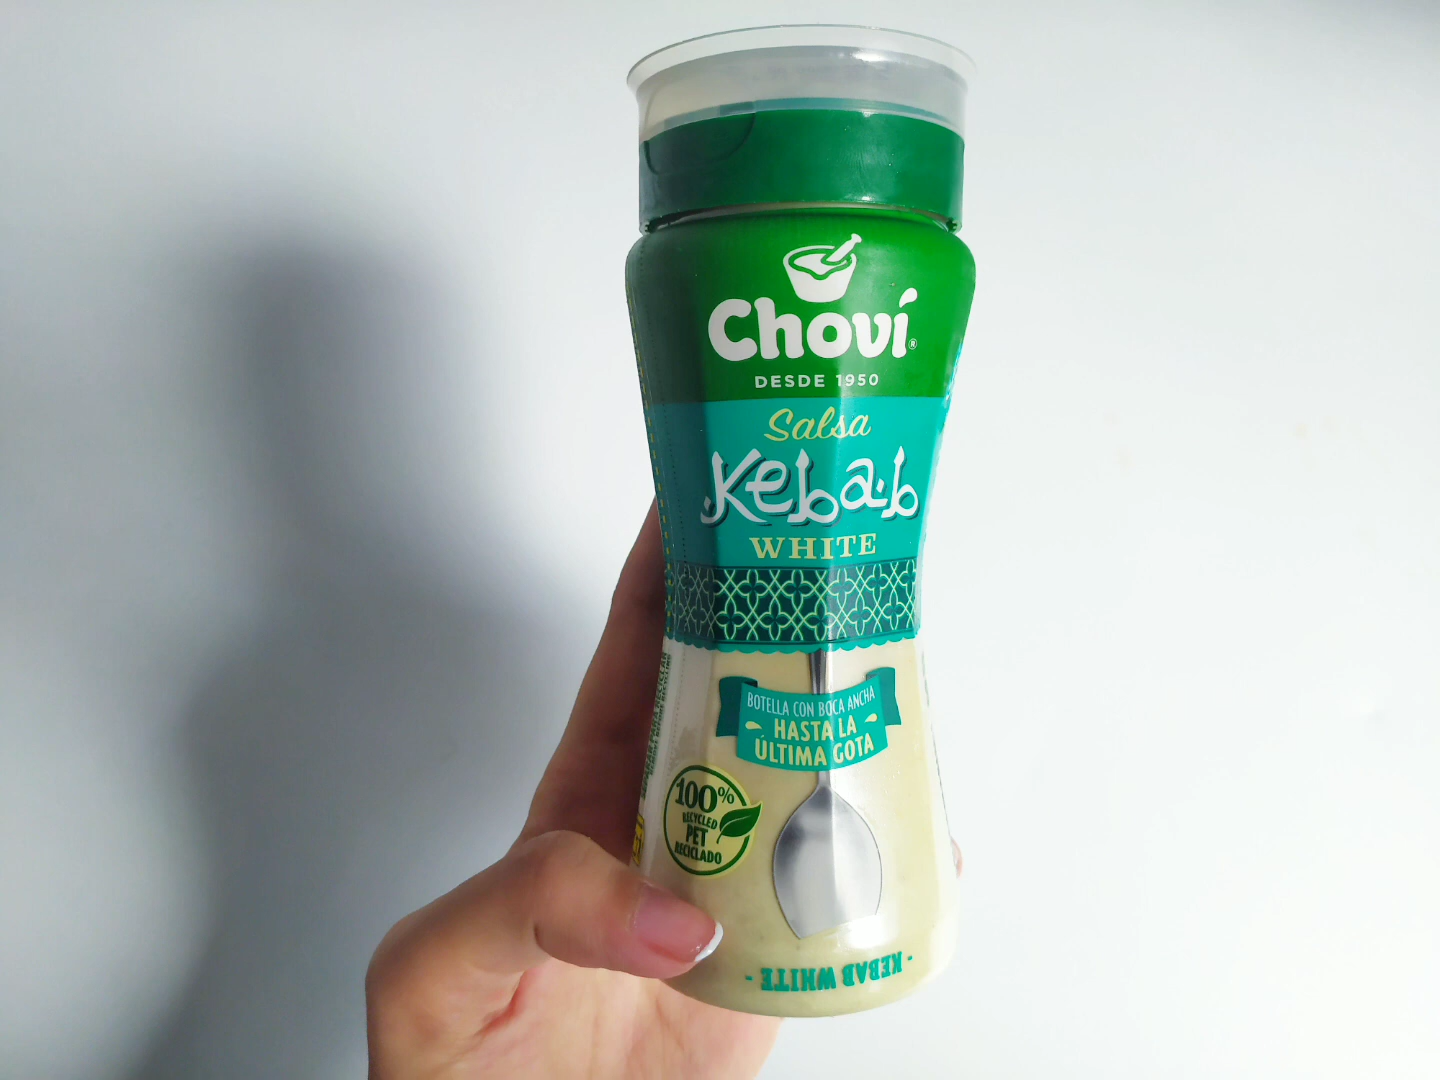 Choví®
DESDE 1950
Salsa
Kebab
WHITE
BOTELLA CON BOCA ANCHA
HASTA LA
ÚLTIMA GOTA
100%
RECYCLED
PET
RECICLADO
- KEBAB WHITE -